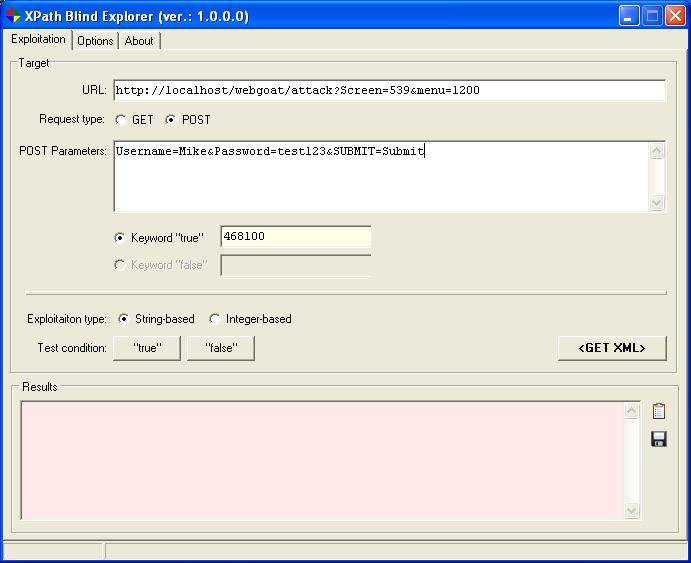 XPath Blind Explorer (ver.: 1.0.0.0)
Exploitation Options About
Target
URL: http://localhost/webgoat/attack?Screen=539&menu=1200
Request type: GET POST
POST Parameters: Username=Mike&Password=test123&SUBMIT=Submit
Keyword "true" 468100
Keyword "false"
Exploitaiton type: String-based Integer-based
Test condition: "true" "false" <GET XML>
Results